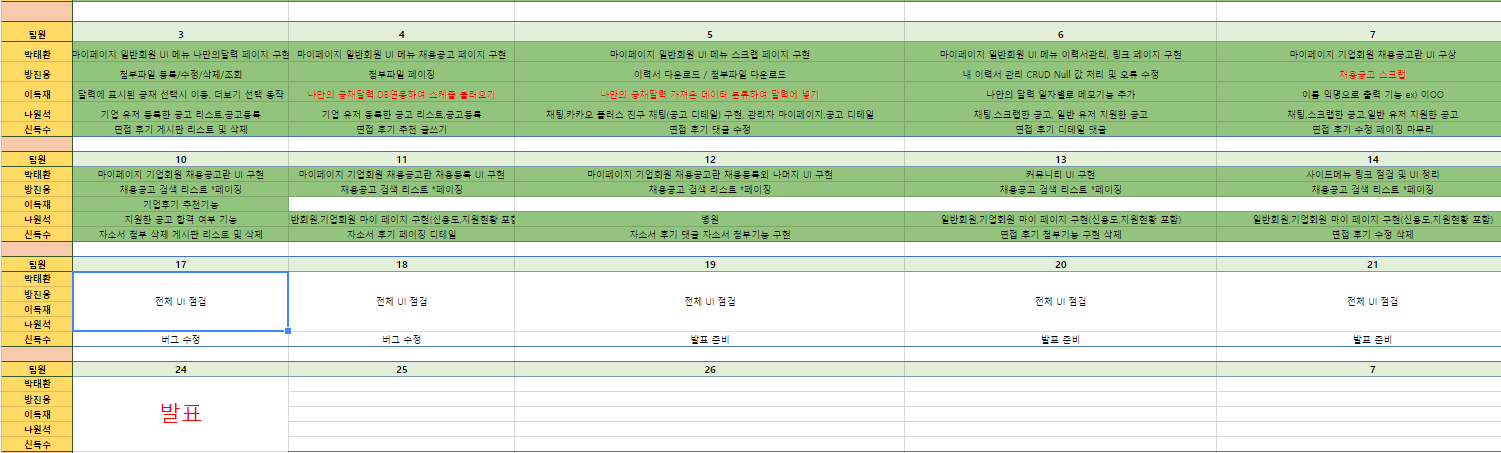 팀원 3 4 5 6 7
박태환 마이페이지 일반회원 UI 메뉴 나만의달력 페이지 구현 마이페이지 일반회원 UI 메뉴 채용공고 페이지 구현 마이페이지 일반회원 UI 메뉴 스크랩 페이지 구현 마이페이지 일반회원 UI 메뉴 이력서관리, 링크 페이지 구현 마이페이지 기업회원 채용공고란 UI 구상
방진웅 첨부파일 등록/수정/삭제/조회 첨부파일 페이징 이력서 다운로드 / 첨부파일 다운로드 내 이력서 관리 CRUD Null 값 처리 및 오류 수정 채용공고 스크랩
이득재 달력에 표시된 공채 선택시 이동, 더보기 선택 동작 나만의 공채달력 DB연동하여 스케줄 불러오기 나만의 공채달력 가져온 데이터 분류하여 달력에 넣기 나만의 달력 일자별로 메모기능 추가 이름 익명으로 출력 기능 ex) 이OO
나원석 기업 유저 등록한 공고 리스트,공고등록 기업 유저 등록한 공고 리스트,공고등록 채팅,카카오 플러스 친구 채팅(공고 디테일) 구현, 관리자 마이페이지,공고 디테일 채팅,스크랩한 공고, 일반 유저 지원한 공고 채팅,스크랩한 공고,일반 유저 지원한 공고
신득수 면접 후기 게시판 리스트 및 삭제 면접 후기 추천 글쓰기 면접 후기 댓글 수정 면접 후기 디테일 댓글 면접 후기 수정 페이징 마무리
팀원 10 11 12 13 14
박태환 마이페이지 기업회원 채용공고란 UI 구현 마이페이지 기업회원 채용공고란 채용등록 UI 구현 마이페이지 기업회원 채용공고란 채용등록외 나머지 UI 구현 커뮤니티 UI 구현 사이드메뉴 링크 점검 및 UI 정리
방진웅 채용공고 검색 리스트 *페이징 채용공고 검색 리스트 *페이징 채용공고 검색 리스트 *페이징 채용공고 검색 리스트 *페이징 채용공고 검색 리스트 *페이징
이득재 기업후기 추천기능
나원석 지원한 공고 합격 여부 기능 반회원,기업회원 마이 페이지 구현(신용도,지원현황 포함 병원 일반회원,기업회원 마이 페이지 구현(신용도,지원현황 포함) 일반회원,기업회원 마이 페이지 구현(신용도,지원현황 포함)
신득수 자소서 첨부 삭제 게시판 리스트 및 삭제 자소서 후기 페이징 디테일 자소서 후기 댓글 자소서 첨부기능 구현 면접 후기 첨부기능 구현 삭제 면접 후기 수정 삭제
팀원 17 18 19 20 21
박태환
방진웅
전체 UI 점검 전체 UI 점검 전체 UI 점검 전체 UI 점검 전체 UI 점검
이득재
나원석
신득수 버그 수정 버그 수정 발표 준비 발표 준비 발표 준비
팀원 24 25 26 7
박태환
방진웅
이득재 발표
나원석
신득수